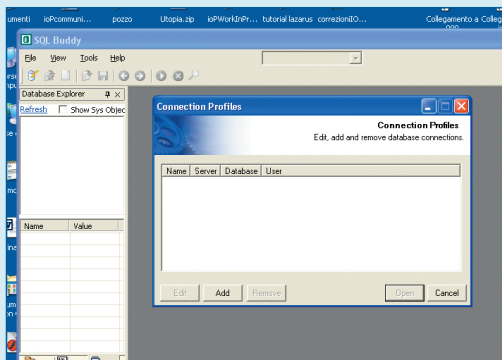 umenti ioPcommuni... pozzo Utopia.zip ioPWorkInPr... tutorial lazarus correzioniIO... Collegamento a Colleg
SQL Buddy
File View Tools Help
Database Explorer
Refresh Show Sys Objec
Name Value
Connection Profiles
Connection Profiles
Edit, add and remove database connections.
Name Server Database User
Edit Add Remove Open Cancel